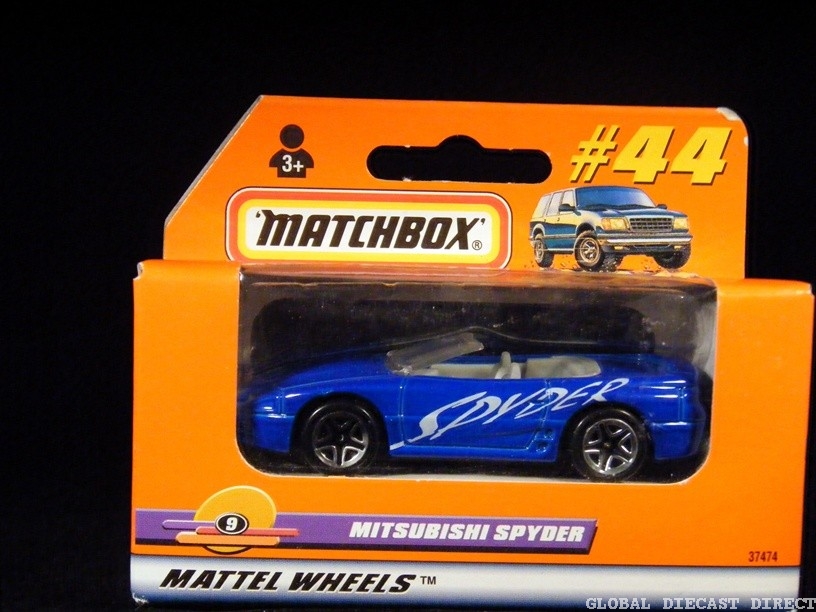 #44
3+
'MATCHBOX'®
SPYDER
9
MITSUBISHI SPYDER
37474
MATTEL WHEELS™
GLOBAL DIECAST DIRECT